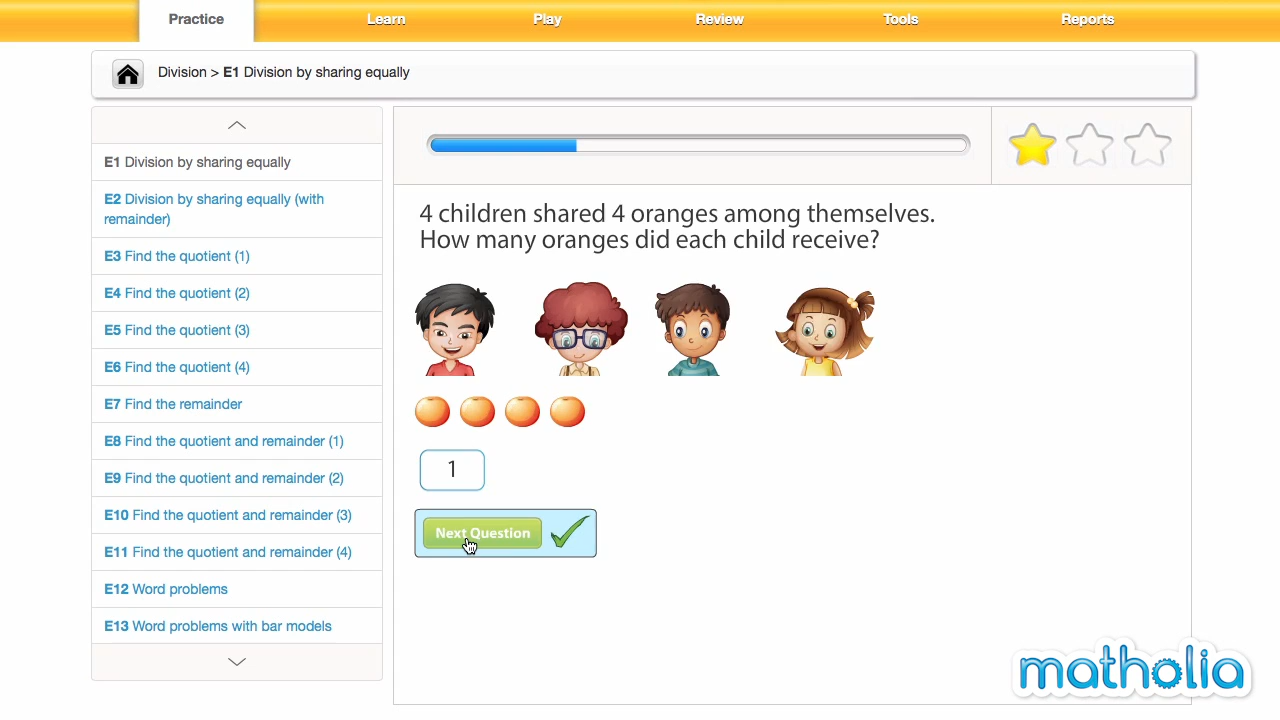 Practice
Learn
Play
Review
Tools
Reports
Division > E1 Division by sharing equally
E1 Division by sharing equally
E2 Division by sharing equally (with
remainder)
E3 Find the quotient (1)
E4 Find the quotient (2)
E5 Find the quotient (3)
E6 Find the quotient (4)
E7 Find the remainder
E8 Find the quotient and remainder (1)
E9 Find the quotient and remainder (2)
E10 Find the quotient and remainder (3)
E11 Find the quotient and remainder (4)
E12 Word problems
E13 Word problems with bar models
4 children shared 4 oranges among themselves.
How many oranges did each child receive?
1
Next Question
matholia